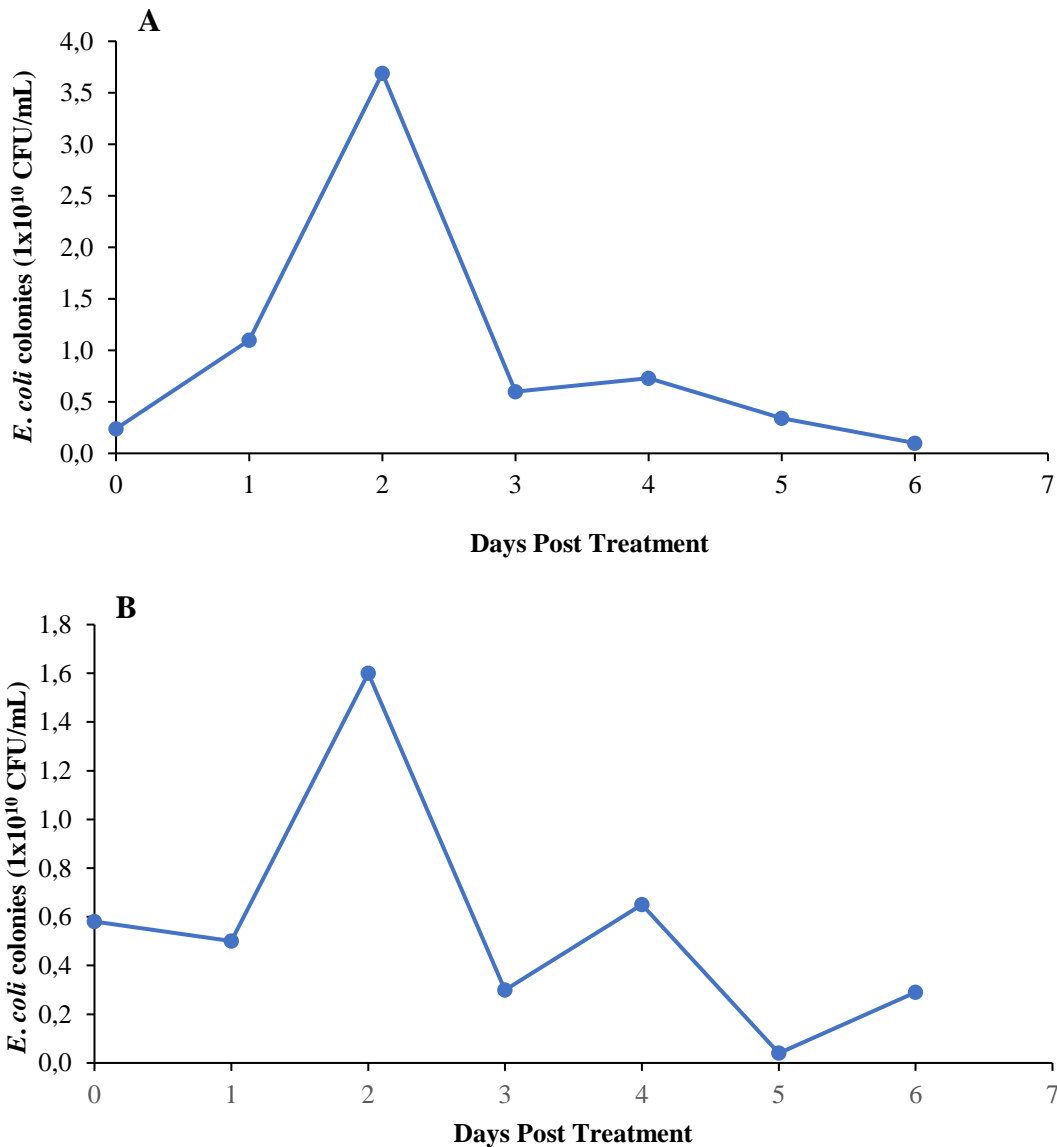 A
E. coli colonies (1x10¹⁰ CFU/mL)
4,0
3,5
3,0
2,5
2,0
1,5
1,0
0,5
0,0
0 1 2 3 4 5 6 7
Days Post Treatment
B
E. coli colonies (1x10¹⁰ CFU/mL)
1,8
1,6
1,4
1,2
1,0
0,8
0,6
0,4
0,2
0,0
0 1 2 3 4 5 6 7
Days Post Treatment